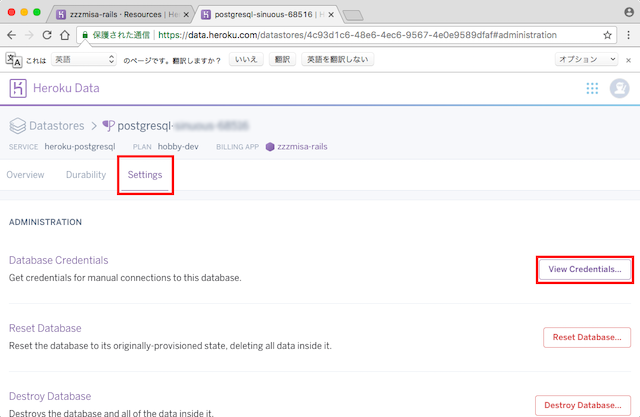 zzzmisa-rails · Resources | Her
postgresql-sinuous-68516 | H
保護された通信 | https://data.heroku.com/datastores/4c93d1c6-48e6-4ec6-9567-4e0e9589dfaf#administration
これは 英語 のページです。翻訳しますか？ いいえ 翻訳 英語を翻訳しない オプション
Heroku Data
Datastores > postgresql-
SERVICE heroku-postgresql PLAN hobby-dev BILLING APP zzzmisa-rails
Overview Durability Settings
ADMINISTRATION
Database Credentials
Get credentials for manual connections to this database.
View Credentials...
Reset Database
Reset the database to its originally-provisioned state, deleting all data inside it.
Reset Database...
Destroy Database
Destroys the database and all of the data inside it.
Destroy Database...